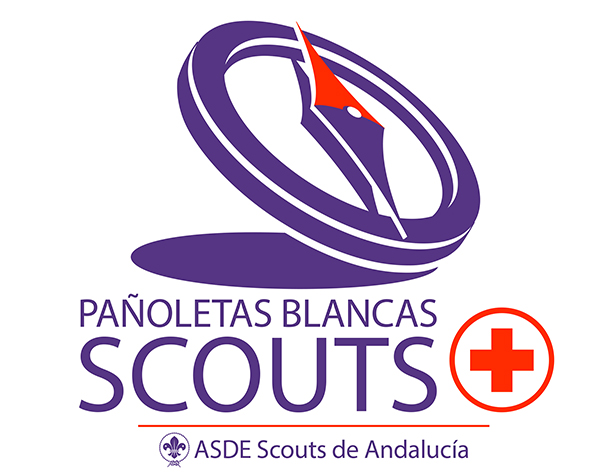 PAÑOLETAS BLANCAS
SCOUTS
ASDE Scouts de Andalucía